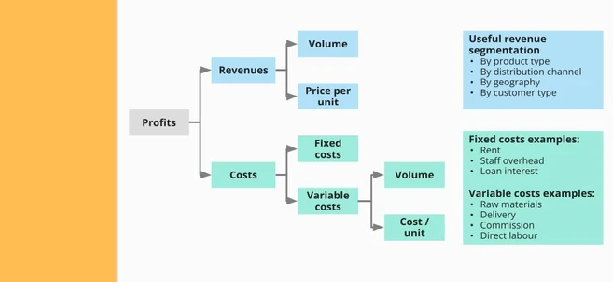 Volume
Revenues
Price per
unit
Profits
Fixed
costs
Costs
Variable
costs
Volume
Cost /
unit
Useful revenue
segmentation
• By product type
• By distribution channel
• By geography
• By customer type
Fixed costs examples:
• Rent
• Staff overhead
• Loan interest
Variable costs examples:
• Raw materials
• Delivery
• Commission
• Direct labour